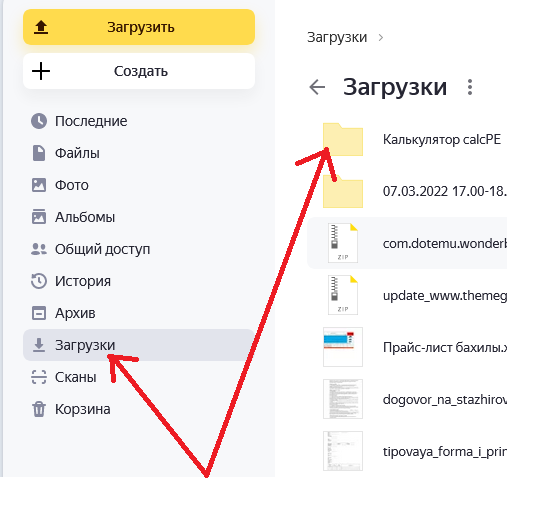 Загрузить
Создать
Последние
Файлы
Фото
Альбомы
Общий доступ
История
Архив
Загрузки
Сканы
Корзина
Загрузки
Загрузки
Калькулятор calcPE
07.03.2022 17.00-18.
com.dotemu.wonderb
ZIP
update_www.themeg
ZIP
Прайс-лист бахилы.x
dogovor_na_stazhirov
tipovaya_forma_i_prin